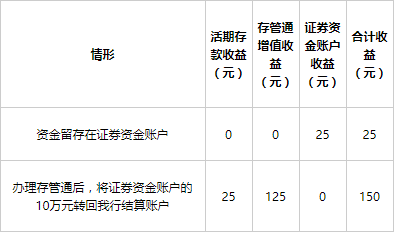 情形
活期存
款收益
（元）
存管通
增值收
益
（元）
证券资
金账户
收益
（元）
合计收
益
（元）
资金留存在证券资金账户
0
0
25
25
办理存管通后，将证券资金账户的
10万元转回我行结算账户
25
125
0
150